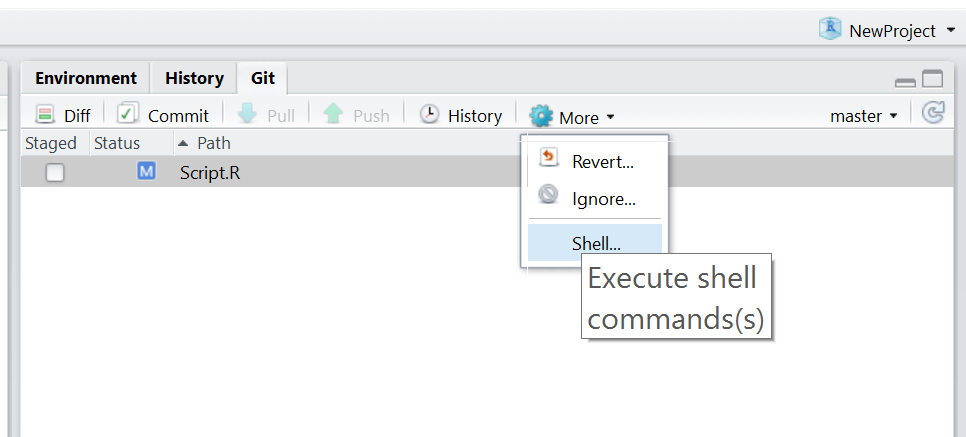 NewProject
Environment History Git
Diff Commit Pull Push History More master
Staged Status Path
M Script.R
Revert...
Ignore...
Shell...
Execute shell
commands(s)